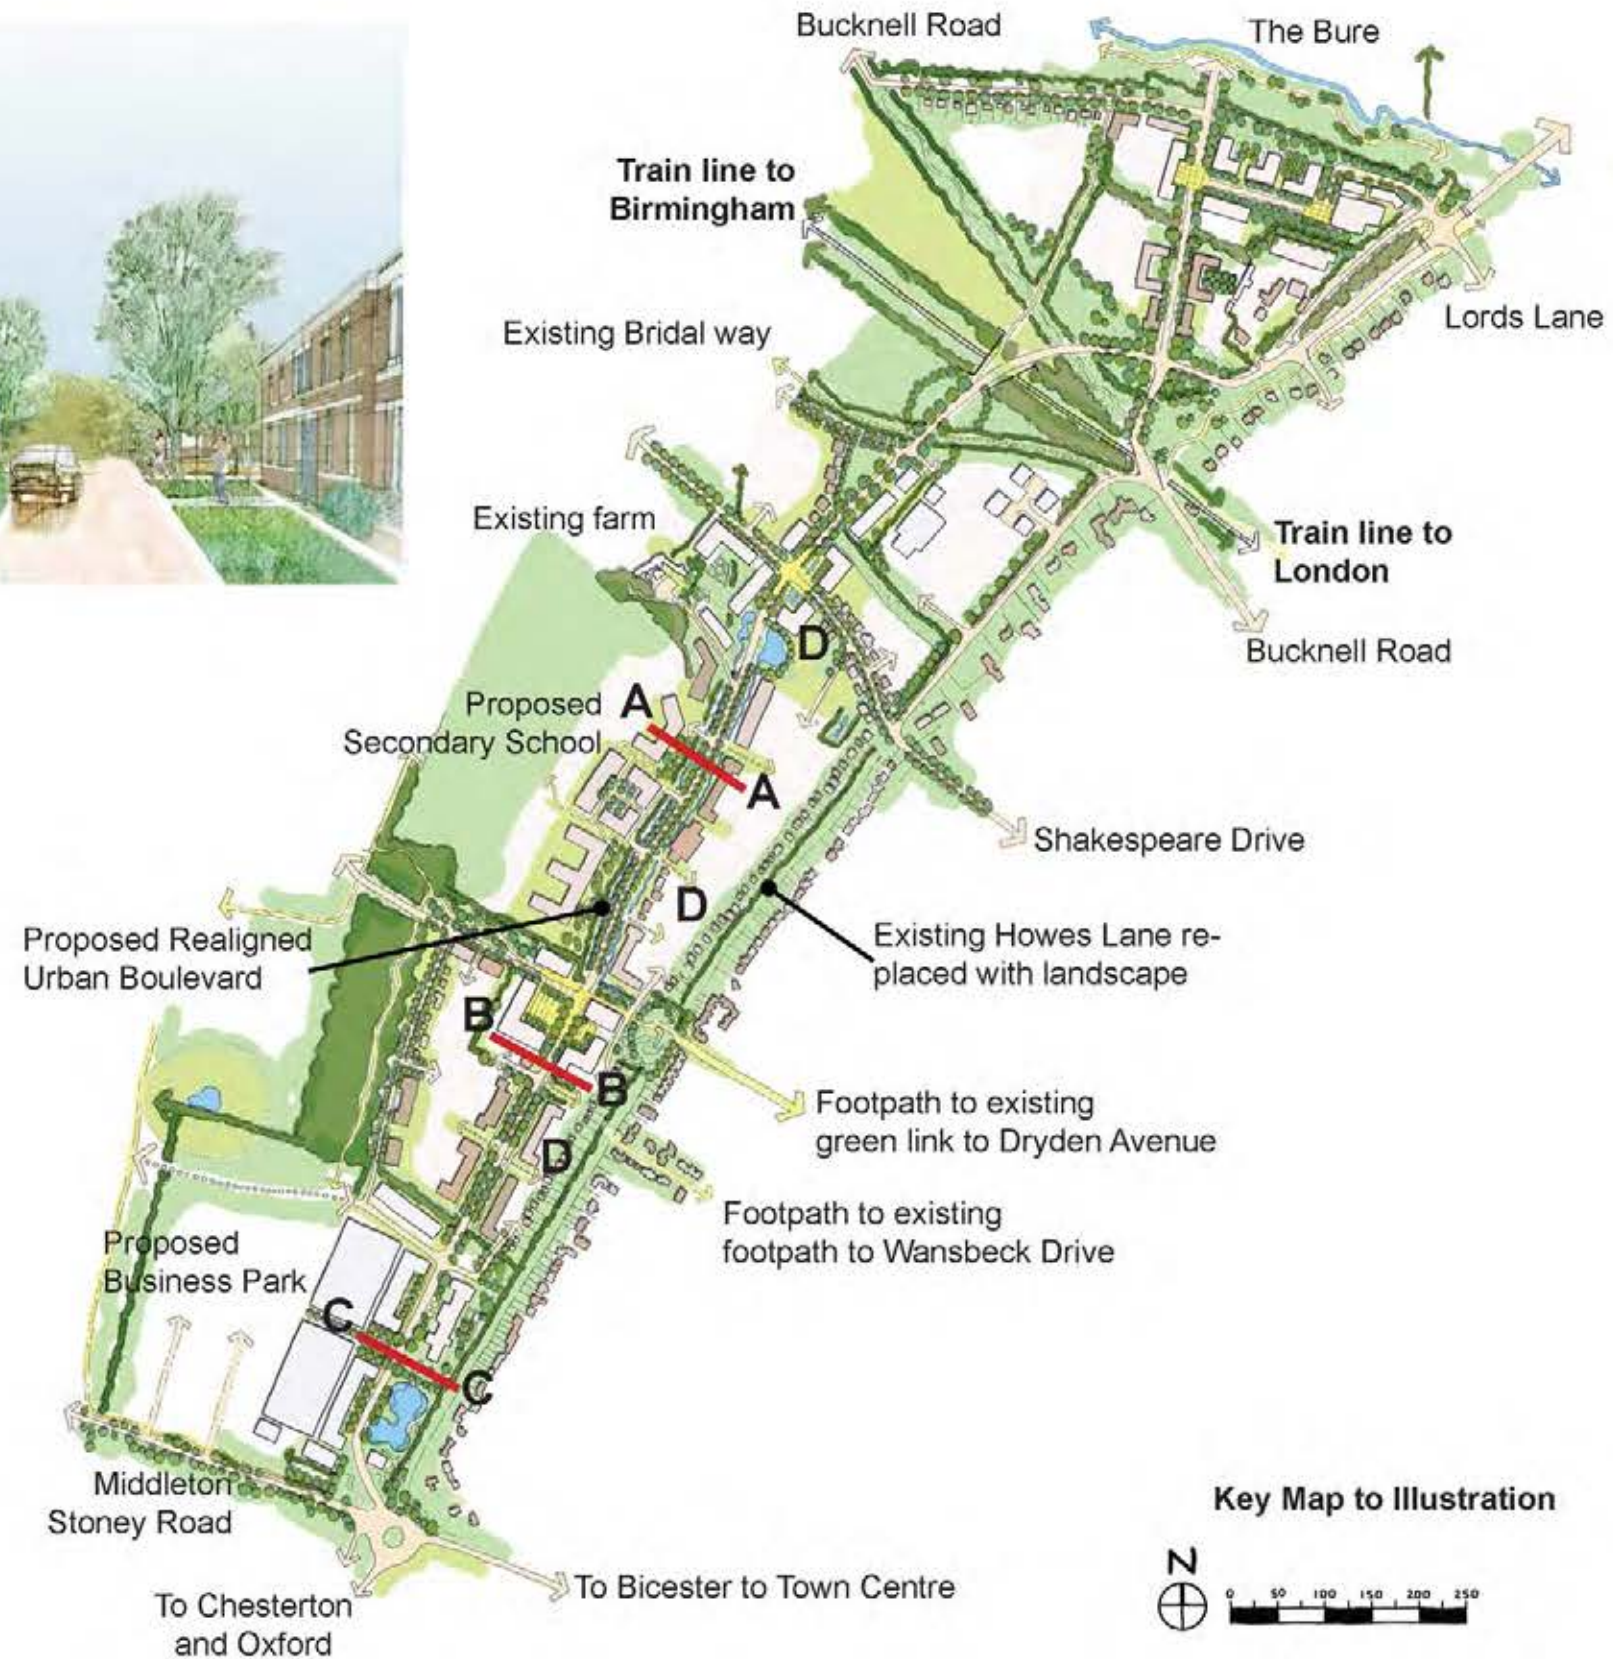 Bucknell Road
The Bure
Train line to
Birmingham
Existing Bridal way
Lords Lane
Existing farm
Train line to
London
Bucknell Road
D
Proposed
Secondary School
A
A
Shakespeare Drive
D
Proposed Realigned
Urban Boulevard
Existing Howes Lane re-
placed with landscape
B
B
Footpath to existing
green link to Dryden Avenue
D
Footpath to existing
footpath to Wansbeck Drive
Proposed
Business Park
C
C
Middleton
Stoney Road
Key Map to Illustration
N
0 50 100 150 200 250
To Bicester to Town Centre
To Chesterton
and Oxford